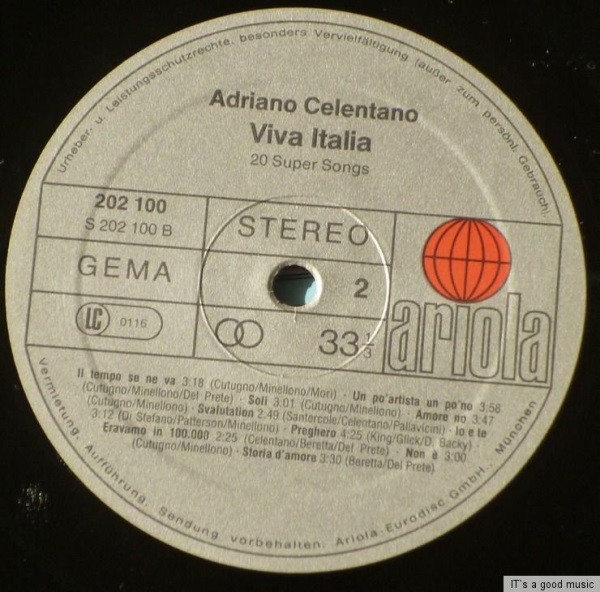 Urheber- u. Leistungsschutzrechte, besonders Vervielfältigung (außer zum persönl. Gebrauch),
Adriano Celentano
Viva Italia
20 Super Songs
202 100
S 202 100 B
STEREO
GEMA
2
LC 0116
33 1/3
ariola
Il tempo se ne va 3:18 (Cutugno/Minellono/Mori) · Un po'artista un po'no 3:58
(Cutugno/Minellono/Del Prete) · Soli 3:01 (Cutugno/Minellono) · Amore no 3:47
(Cutugno/Minellono) · Svalutation 2:49 (Santercole/Celentano/Pallavicini) · Io e te
3:12 (Di Stefano/Patterson/Minellono) · Preghero 4:25 (King/Glick/D. Backy) ·
Eravamo in 100.000 2:25 (Celentano/Beretta/Del Prete) · Non è 3:00
(Cutugno/Minellono) · Storia d'amore 3:30 (Beretta/Del Prete)
Vermietung, Aufführung, Sendung vorbehalten. Ariola-Eurodisc GmbH., München
IT`s a good music